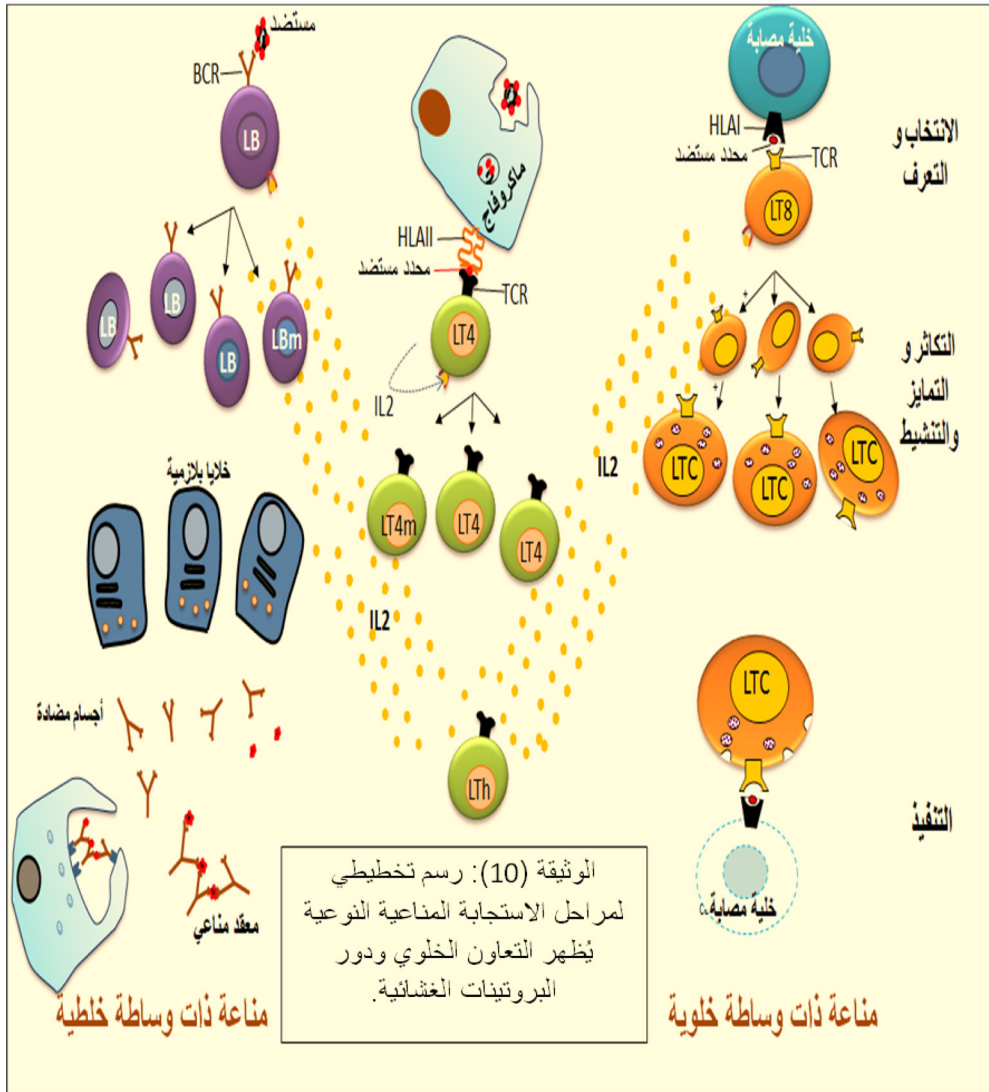 مستضد
BCR
LB
LB
LB
LB
LBm
خلايا بلازمية
أجسام مضادة
معقد مناعي
مناعة ذات وساطة خلطية
ماكروفاج
HLAII
محدد مستضد
TCR
LT4
IL2
LT4m
LT4
LT4
IL2
IL2
LTh
خلية مصابة
HLAI
محدد مستضد
TCR
LT8
+
+
LTC
LTC
LTC
LTC
خلية مصابة
مناعة ذات وساطة خلوية
الانتخاب و
التعرف
التكاثر و
التمايز
والتنشيط
التنفيذ
الوثيقة (10): رسم تخطيطي
لمراحل الاستجابة المناعية النوعية
يُظهر التعاون الخلوي ودور
البروتينات الغشائية.